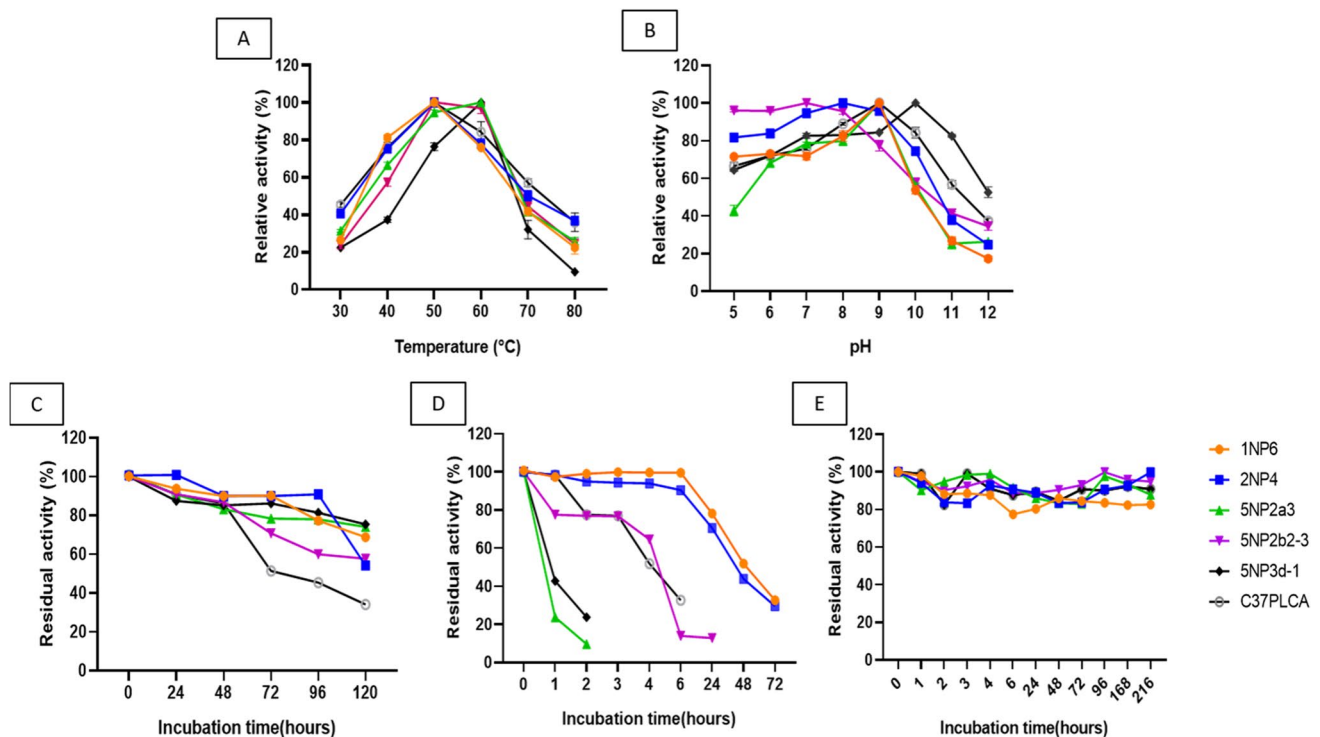 A
Relative activity (%)
120
100
80
60
40
20
0
30 40 50 60 70 80
Temperature (°C)
B
Relative activity (%)
120
100
80
60
40
20
0
5 6 7 8 9 10 11 12
pH
C
Residual activity (%)
120
100
80
60
40
20
0
0 24 48 72 96 120
Incubation time(hours)
D
Residual activity (%)
120
100
80
60
40
20
0
0 1 2 3 4 6 24 48 72
Incubation time(hours)
E
Residual activity (%)
120
100
80
60
40
20
0
0 1 2 3 4 6 24 48 72 96 168 216
Incubation time(hours)
1NP6
2NP4
5NP2a3
5NP2b2-3
5NP3d-1
C37PLCA